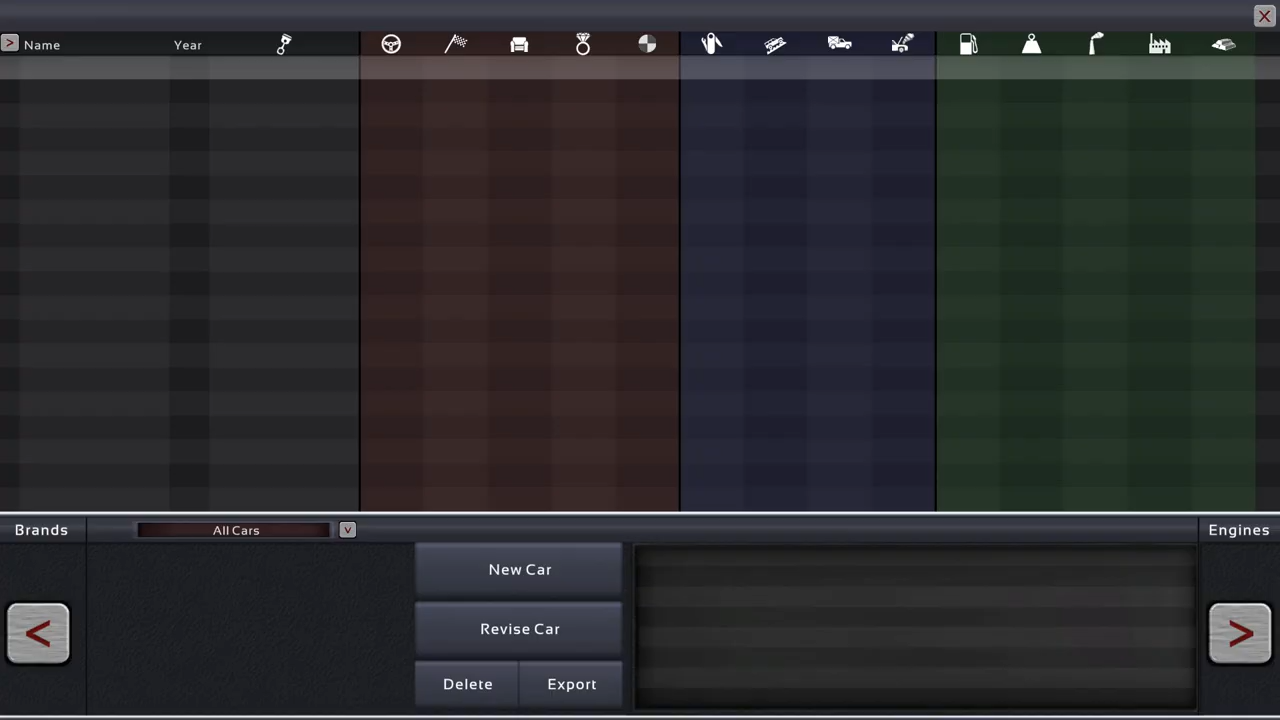 > Name Year
Brands All Cars v Engines
New Car
< Revise Car >
Delete Export